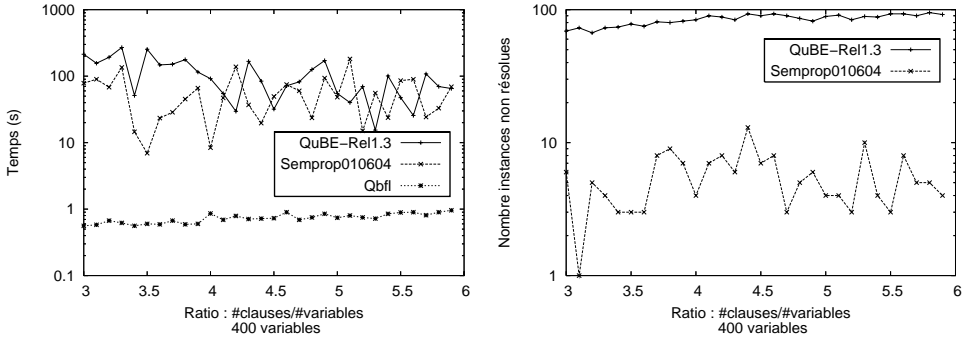 1000
100
10
1
0.1
Temps (s)
QuBE−Rel1.3
Semprop010604
Qbfl
3 3.5 4 4.5 5 5.5 6
Ratio : #clauses/#variables
400 variables
100
10
1
Nombre instances non résolues
QuBE−Rel1.3
Semprop010604
3 3.5 4 4.5 5 5.5 6
Ratio : #clauses/#variables
400 variables